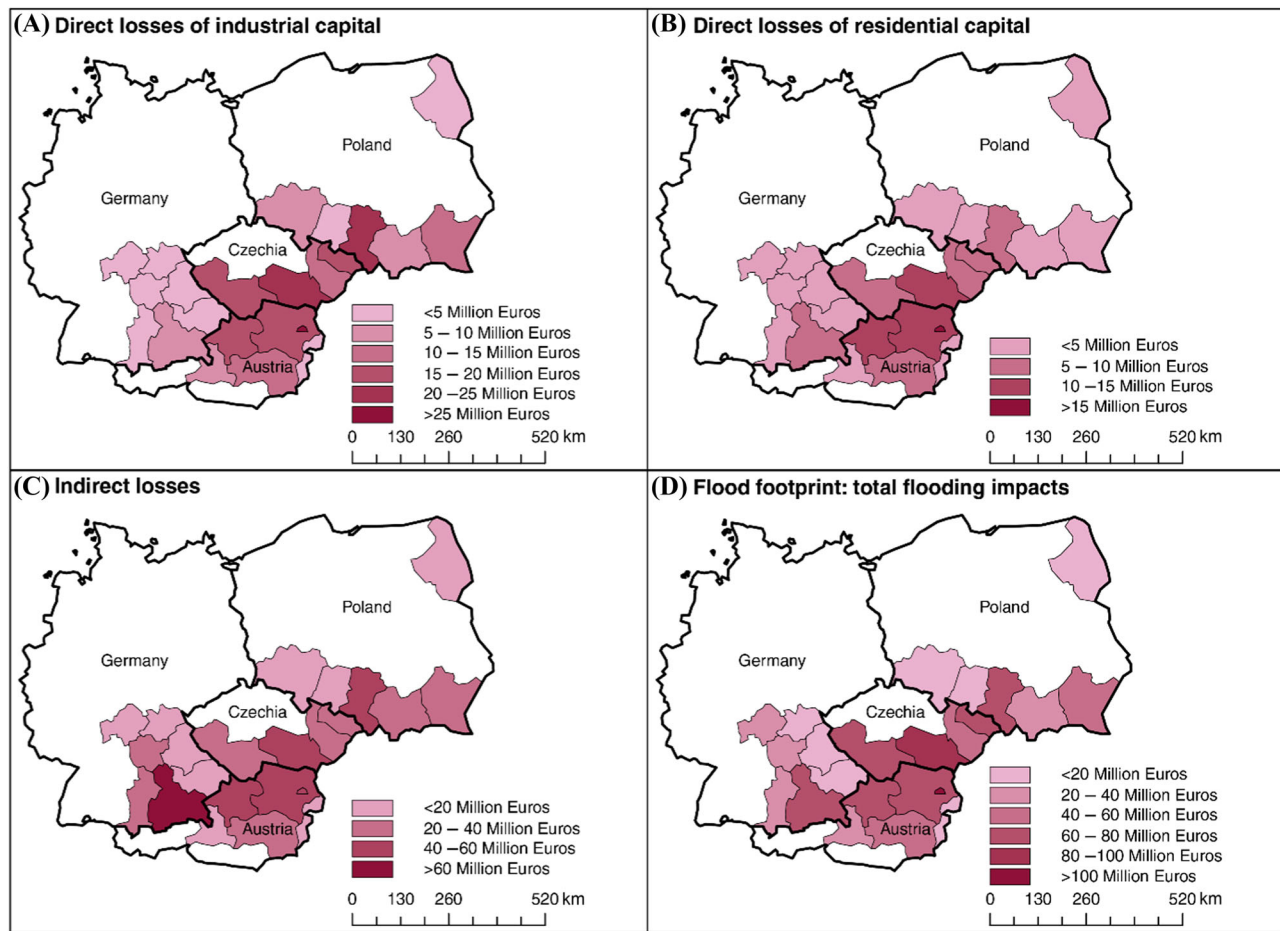 (A) Direct losses of industrial capital
Poland
Germany
Czechia
Austria
<5 Million Euros
5 – 10 Million Euros
10 – 15 Million Euros
15 – 20 Million Euros
20 –25 Million Euros
>25 Million Euros
0 130 260 520 km
(B) Direct losses of residential capital
Poland
Germany
Czechia
Austria
<5 Million Euros
5 – 10 Million Euros
10 –15 Million Euros
>15 Million Euros
0 130 260 520 km
(C) Indirect losses
Poland
Germany
Czechia
Austria
<20 Million Euros
20 – 40 Million Euros
40 –60 Million Euros
>60 Million Euros
0 130 260 520 km
(D) Flood footprint: total flooding impacts
Poland
Germany
Czechia
Austria
<20 Million Euros
20 – 40 Million Euros
40 – 60 Million Euros
60 – 80 Million Euros
80 –100 Million Euros
>100 Million Euros
0 130 260 520 km